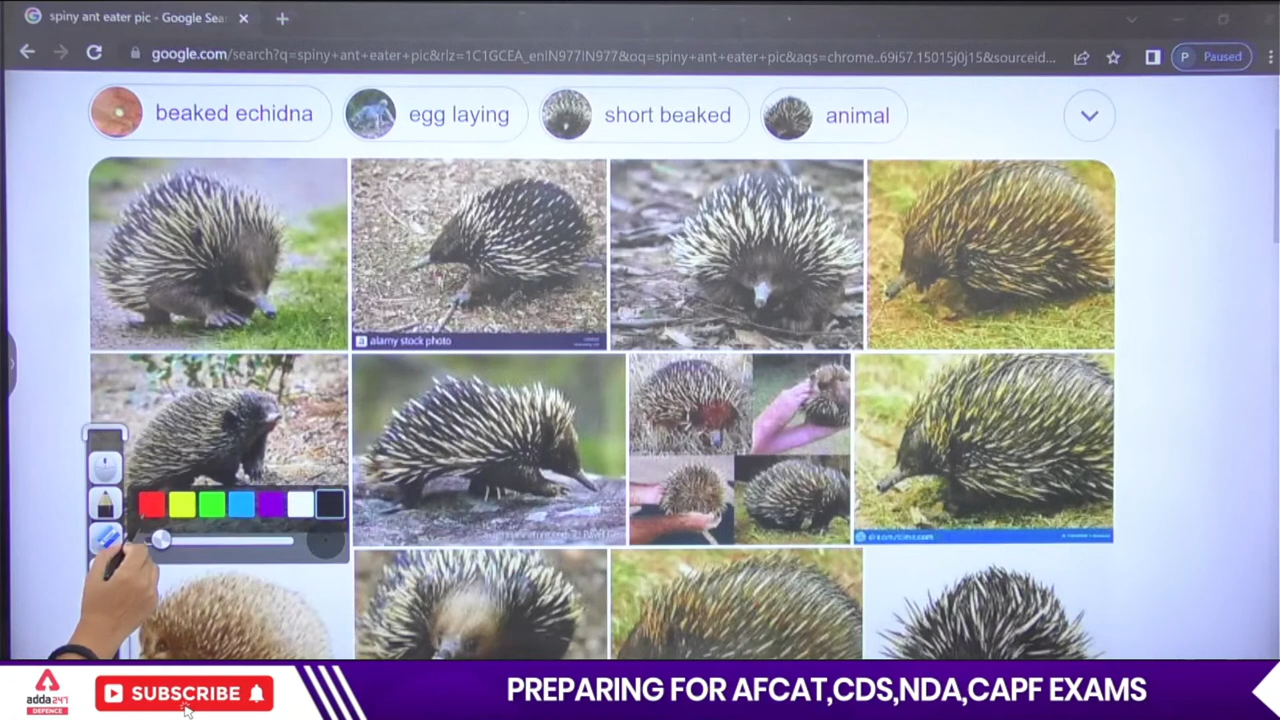 spiny ant eater pic - Google Sea
google.com/search?q=spiny+ant+eater+pic&rlz=1C1GCEA_enIN977IN977&oq=spiny+ant+eater+pic&aqs=chrome..69i57.15015j0j15&sourceid...
P Paused
beaked echidna
egg laying
short beaked
animal
a alamy stock photo
dreamstime.com
adda247
DEFENCE
SUBSCRIBE
PREPARING FOR AFCAT,CDS,NDA,CAPF EXAMS